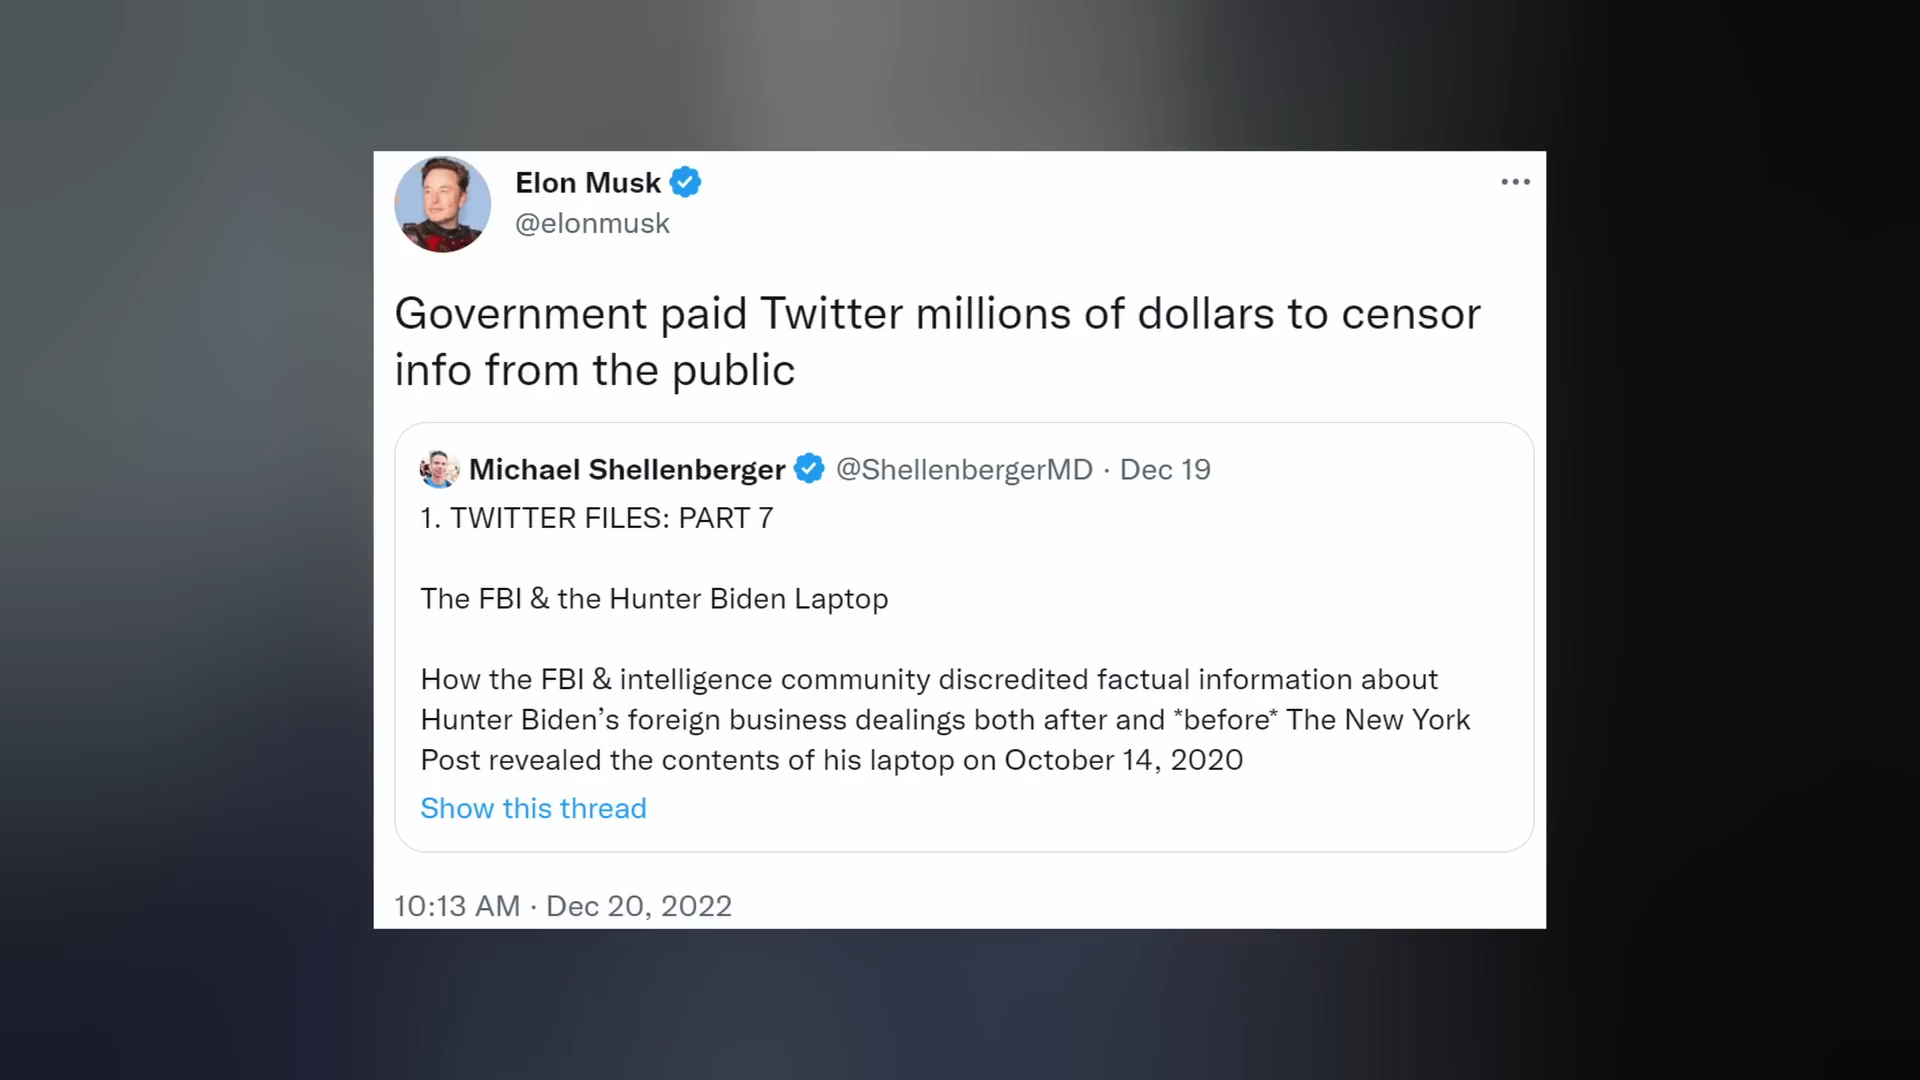 Elon Musk
@elonmusk
Government paid Twitter millions of dollars to censor
info from the public
Michael Shellenberger @ShellenbergerMD · Dec 19
1. TWITTER FILES: PART 7
The FBI & the Hunter Biden Laptop
How the FBI & intelligence community discredited factual information about
Hunter Biden’s foreign business dealings both after and *before* The New York
Post revealed the contents of his laptop on October 14, 2020
Show this thread
10:13 AM · Dec 20, 2022